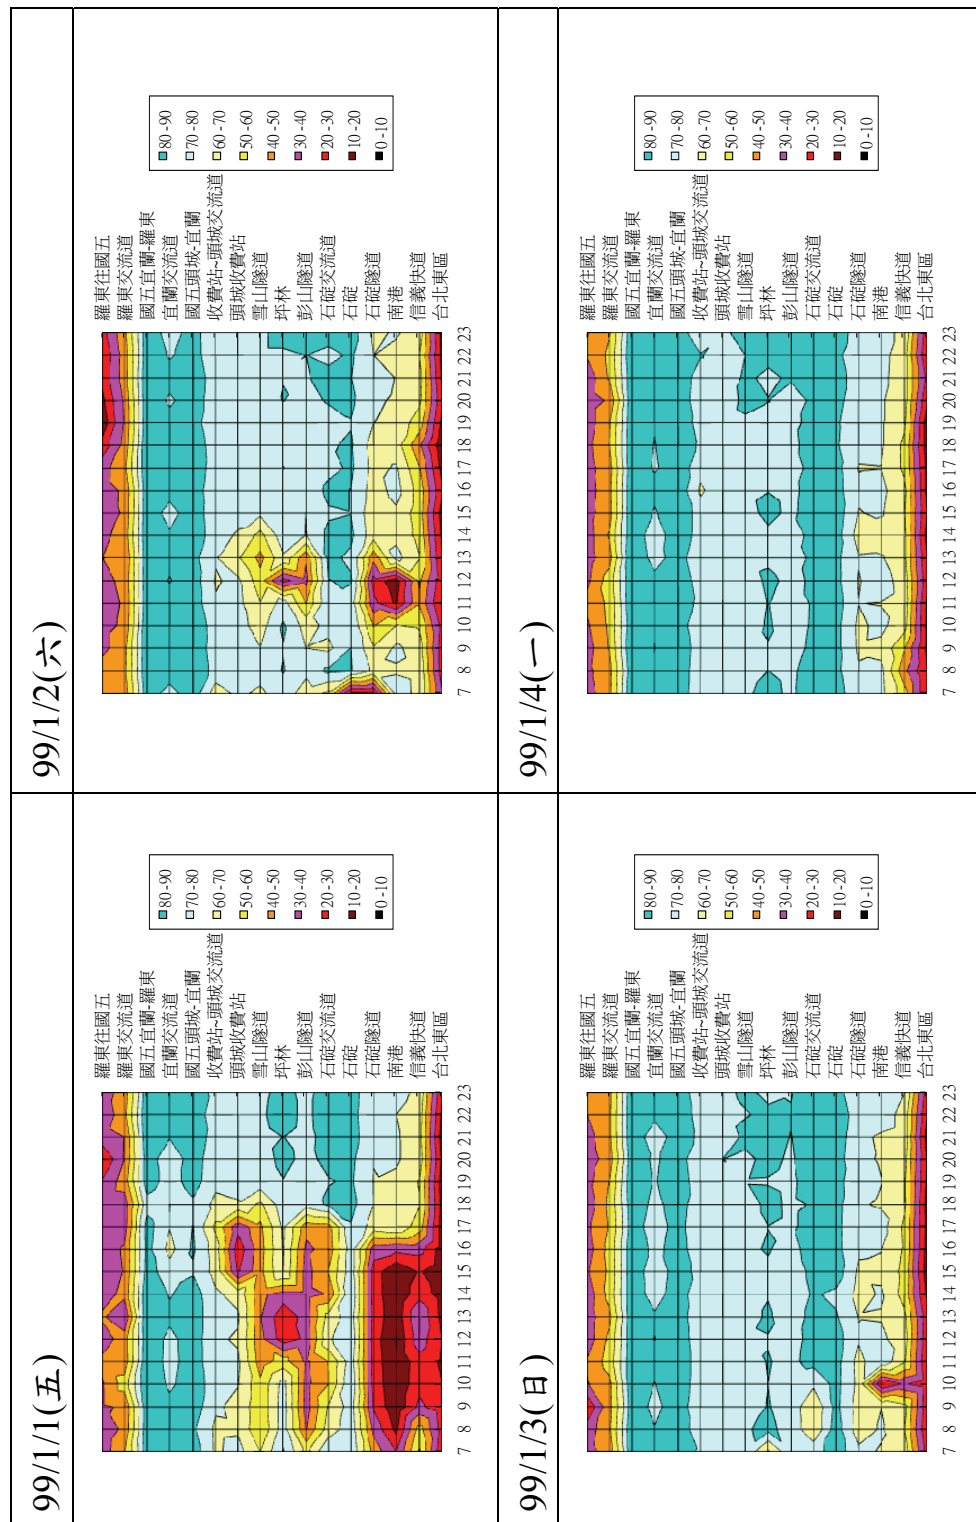 99/1/1(五)
羅東往國五
羅東交流道
國五宜蘭-羅東
宜蘭交流道
國五頭城-宜蘭
收費站~頭城交流道
頭城收費站
雪山隧道
坪林
彭山隧道
石碇交流道
石碇
石碇隧道
南港
信義快道
台北東區
7 8 9 10 11 12 13 14 15 16 17 18 19 20 21 22 23
80-90
70-80
60-70
50-60
40-50
30-40
20-30
10-20
0-10
99/1/2(六)
羅東往國五
羅東交流道
國五宜蘭-羅東
宜蘭交流道
國五頭城-宜蘭
收費站~頭城交流道
頭城收費站
雪山隧道
坪林
彭山隧道
石碇交流道
石碇
石碇隧道
南港
信義快道
台北東區
7 8 9 10 11 12 13 14 15 16 17 18 19 20 21 22 23
80-90
70-80
60-70
50-60
40-50
30-40
20-30
10-20
0-10
99/1/3(日)
羅東往國五
羅東交流道
國五宜蘭-羅東
宜蘭交流道
國五頭城-宜蘭
收費站~頭城交流道
頭城收費站
雪山隧道
坪林
彭山隧道
石碇交流道
石碇
石碇隧道
南港
信義快道
台北東區
7 8 9 10 11 12 13 14 15 16 17 18 19 20 21 22 23
80-90
70-80
60-70
50-60
40-50
30-40
20-30
10-20
0-10
99/1/4(一)
羅東往國五
羅東交流道
國五宜蘭-羅東
宜蘭交流道
國五頭城-宜蘭
收費站~頭城交流道
頭城收費站
雪山隧道
坪林
彭山隧道
石碇交流道
石碇
石碇隧道
南港
信義快道
台北東區
7 8 9 10 11 12 13 14 15 16 17 18 19 20 21 22 23
80-90
70-80
60-70
50-60
40-50
30-40
20-30
10-20
0-10